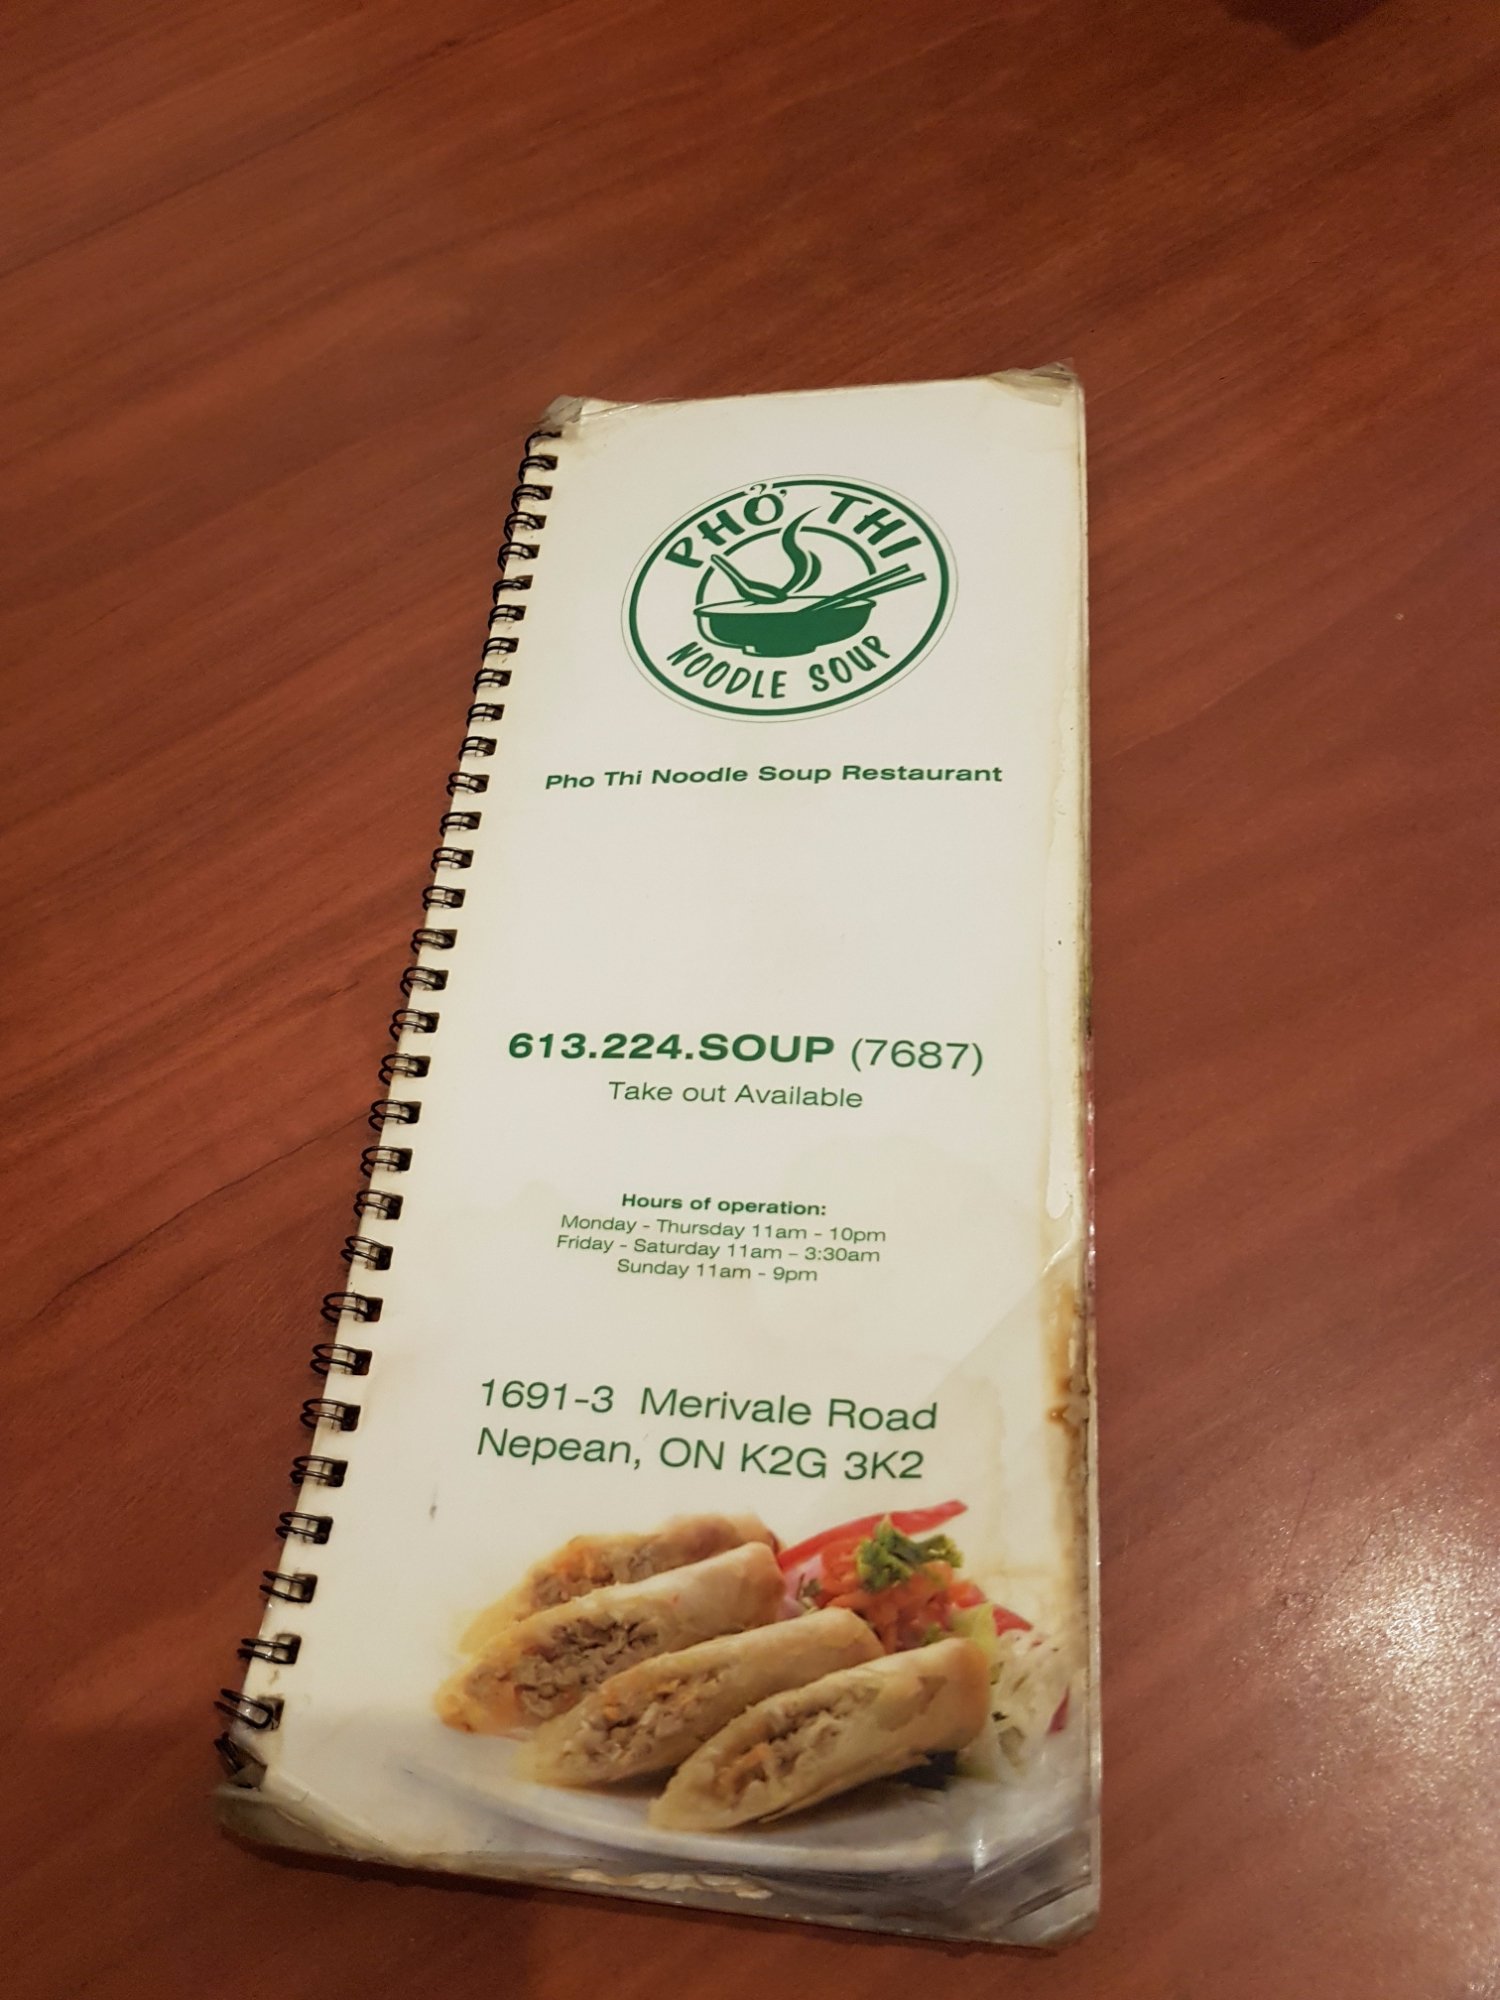 PHỞ THI
NOODLE SOUP
Pho Thi Noodle Soup Restaurant
613.224.SOUP (7687)
Take out Available
Hours of operation:
Monday - Thursday 11am - 10pm
Friday - Saturday 11am - 3:30am
Sunday 11am - 9pm
1691-3 Merivale Road
Nepean, ON K2G 3K2